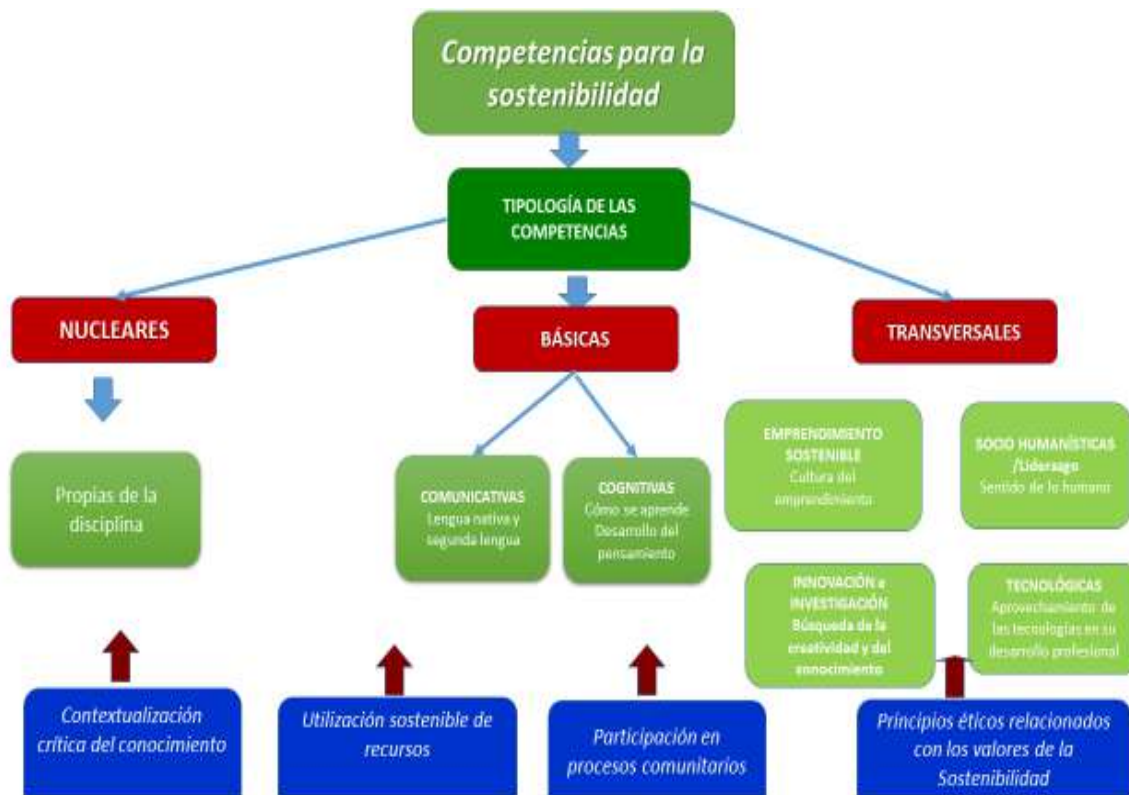 Competencias para la
sostenibilidad
TIPOLOGÍA DE LAS
COMPETENCIAS
NUCLEARES
BÁSICAS
TRANSVERSALES
Propias de la
disciplina
COMUNICATIVAS
Lengua nativa y
segunda lengua
COGNITIVAS
Cómo se aprende
Desarrollo del
pensamiento
EMPRENDIMIENTO
SOSTENIBLE
Cultura del
emprendimiento
SOCIO HUMANÍSTICAS
/Liderazgo
Sentido de lo humano
INNOVACIÓN e
INVESTIGACIÓN
Búsqueda de la
creatividad y del
conocimiento
TECNOLÓGICAS
Aprovechamiento de
las tecnologías en su
desarrollo profesional
Contextualización
crítica del conocimiento
Utilización sostenible de
recursos
Participación en
procesos comunitarios
Principios éticos relacionados
con los valores de la
Sostenibilidad